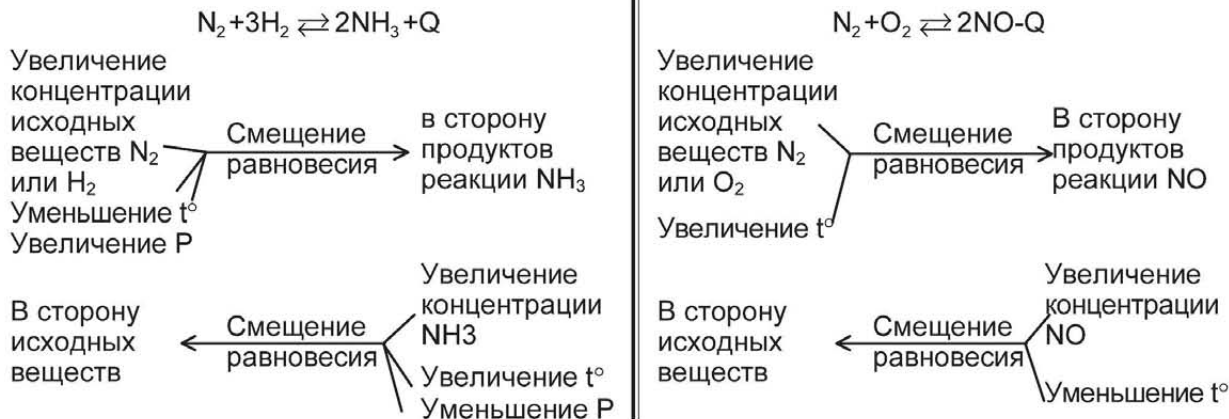 N₂+3H₂⇄2NH₃+Q
Увеличение
концентрации
исходных
веществ N₂
или H₂
Уменьшение t°
Увеличение P
Смещение
равновесия
в сторону
продуктов
реакции NH₃
В сторону
исходных
веществ
Смещение
равновесия
Увеличение
концентрации
NH3
Увеличение t°
Уменьшение P
N₂+O₂⇄2NO-Q
Увеличение
концентрации
исходных
веществ N₂
или O₂
Увеличение t°
Смещение
равновесия
В сторону
продуктов
реакции NO
В сторону
исходных
веществ
Смещение
равновесия
Увеличение
концентрации
NO
Уменьшение t°